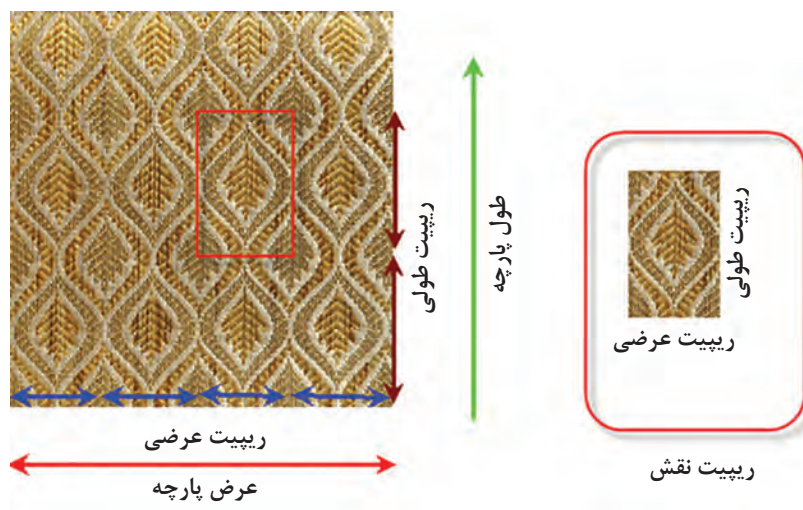 ریپیت طولی
طول پارچه
ریپیت طولی
ریپیت عرضی
ریپیت عرضی
عرض پارچه
ریپیت نقش